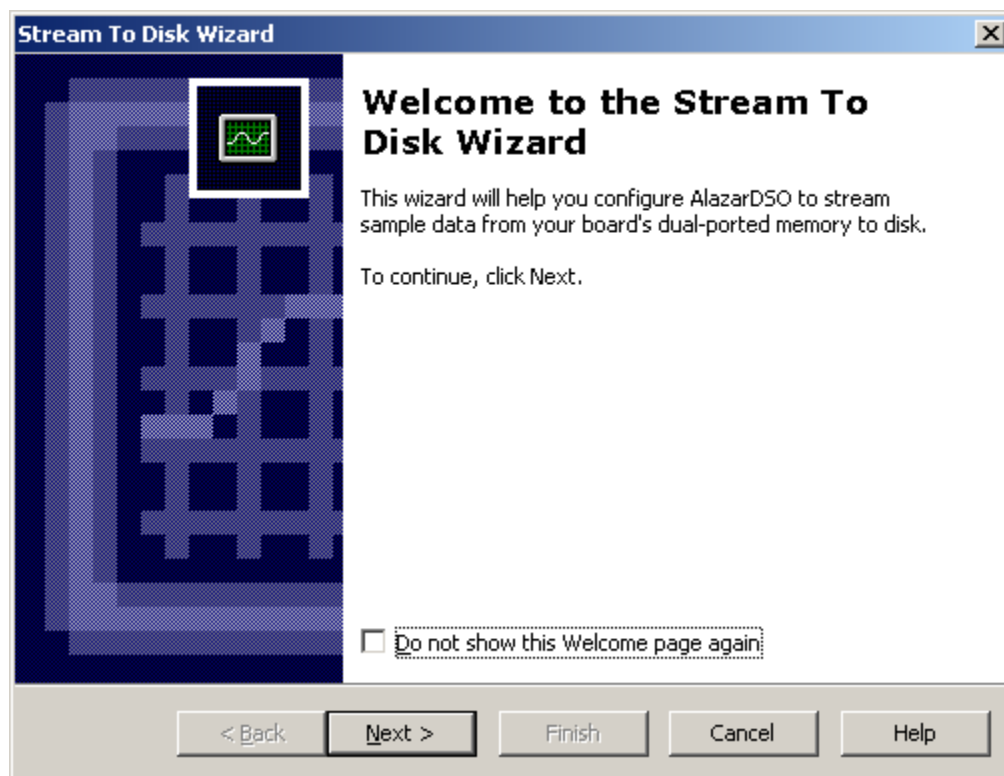 Stream To Disk Wizard
Welcome to the Stream To
Disk Wizard
This wizard will help you configure AlazarDSO to stream
sample data from your board's dual-ported memory to disk.
To continue, click Next.
Do not show this Welcome page again
< Back
Next >
Finish
Cancel
Help